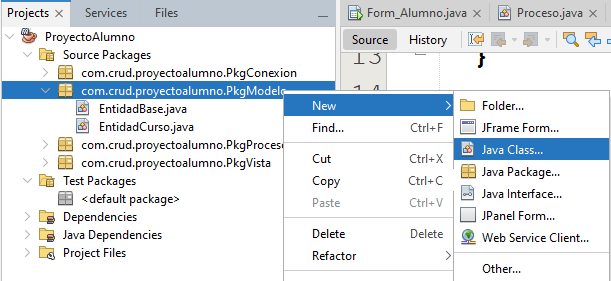 Projects
Services
Files
Form_Alumno.java
Proceso.java
Source
History
ProyectoAlumno
Source Packages
com.crud.proyectoalumno.PkgConexion
com.crud.proyectoalumno.PkgModelo
EntidadBase.java
EntidadCurso.java
com.crud.proyectoalumno.PkgProceso
com.crud.proyectoalumno.PkgVista
Test Packages
<default package>
Dependencies
Java Dependencies
Project Files
13 }
14
New
Find... Ctrl+F
Cut Ctrl+X
Copy Ctrl+C
Paste Ctrl+V
Delete Delete
Refactor
Folder...
JFrame Form...
Java Class...
Java Package...
Java Interface...
JPanel Form...
Web Service Client...
Other...